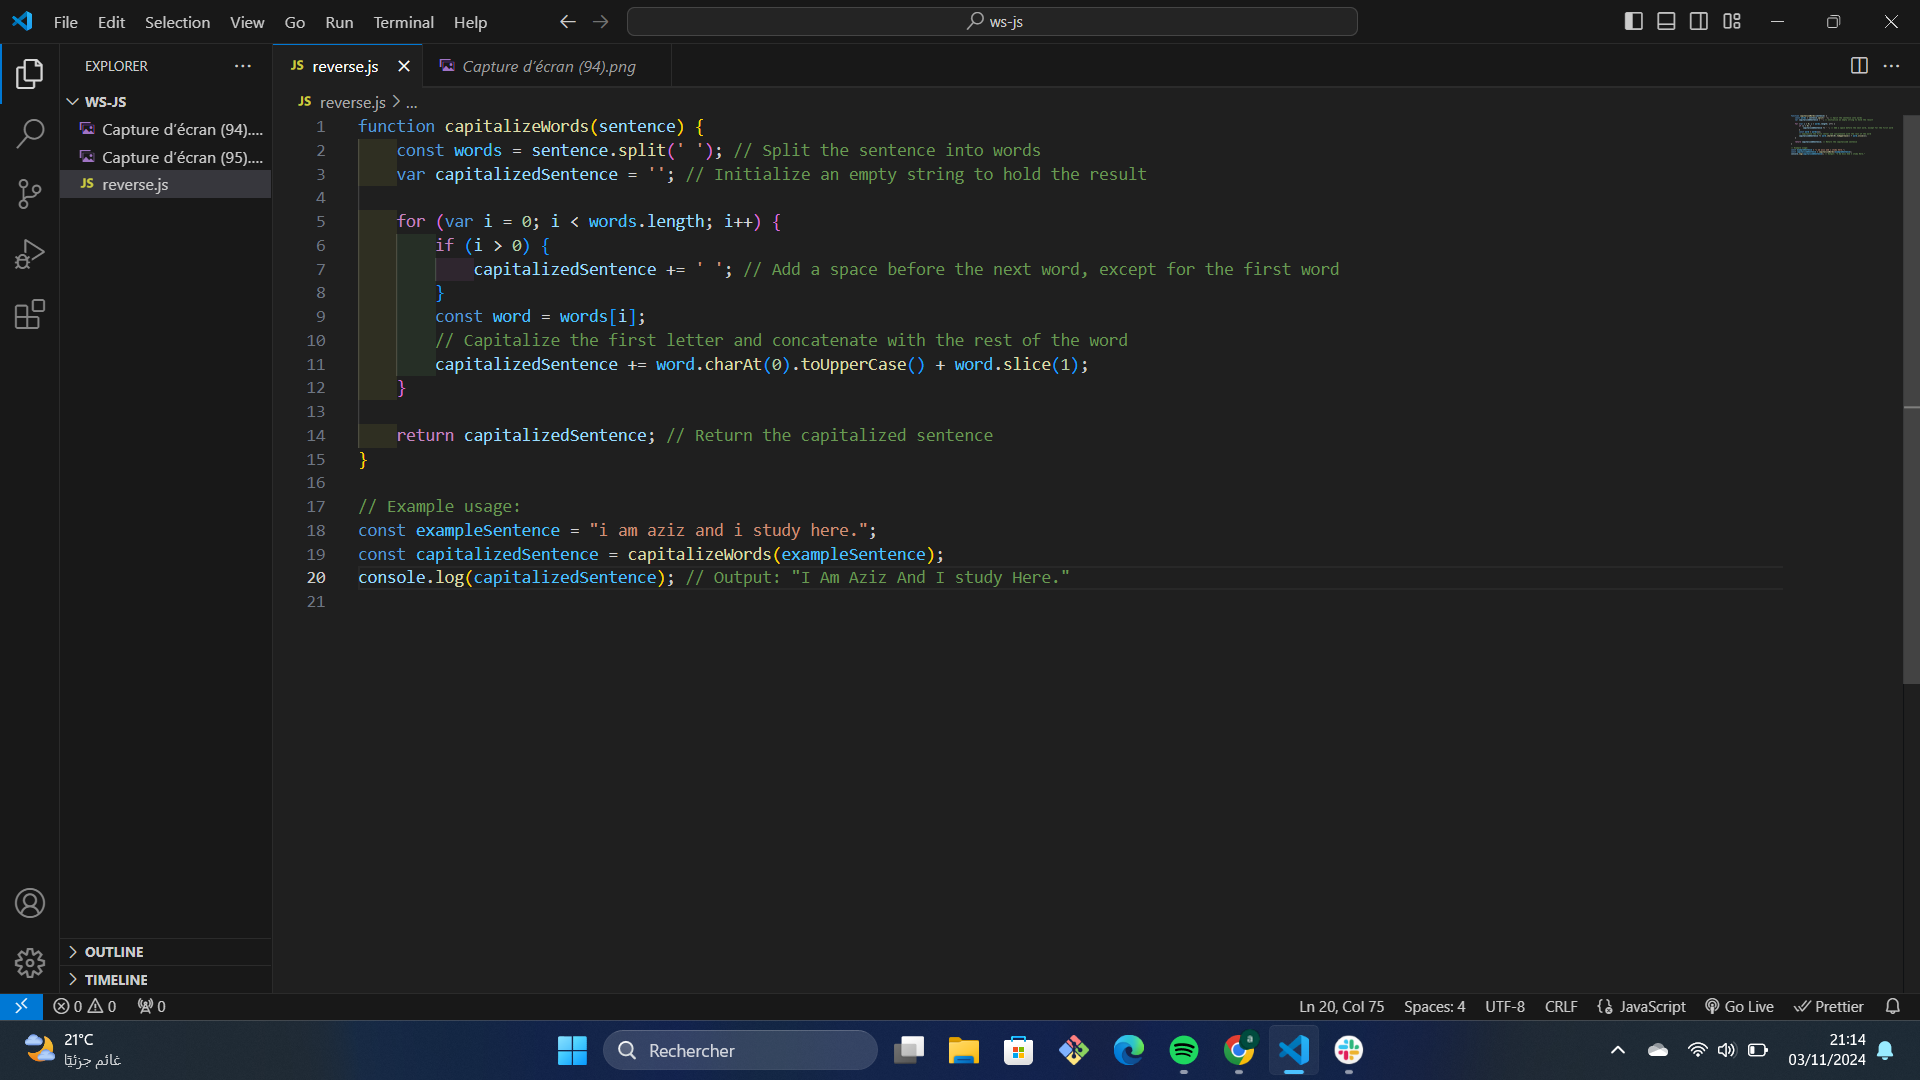 File Edit Selection View Go Run Terminal Help
ws-js
EXPLORER
WS-JS
Capture d'écran (94)....
Capture d'écran (95)....
JS reverse.js
JS reverse.js
Capture d'écran (94).png
JS reverse.js > ...
1 function capitalizeWords(sentence) {
2 const words = sentence.split(' '); // Split the sentence into words
3 var capitalizedSentence = ''; // Initialize an empty string to hold the result
4
5 for (var i = 0; i < words.length; i++) {
6 if (i > 0) {
7 capitalizedSentence += ' '; // Add a space before the next word, except for the first word
8 }
9 const word = words[i];
10 // Capitalize the first letter and concatenate with the rest of the word
11 capitalizedSentence += word.charAt(0).toUpperCase() + word.slice(1);
12 }
13
14 return capitalizedSentence; // Return the capitalized sentence
15 }
16
17 // Example usage:
18 const exampleSentence = "i am aziz and i study here.";
19 const capitalizedSentence = capitalizeWords(exampleSentence);
20 console.log(capitalizedSentence); // Output: "I Am Aziz And I study Here."
21
OUTLINE
TIMELINE
0 0 0
Ln 20, Col 75 Spaces: 4 UTF-8 CRLF {} JavaScript Go Live Prettier
21°C
غائم جزئيًا
Rechercher
a
21:14
03/11/2024